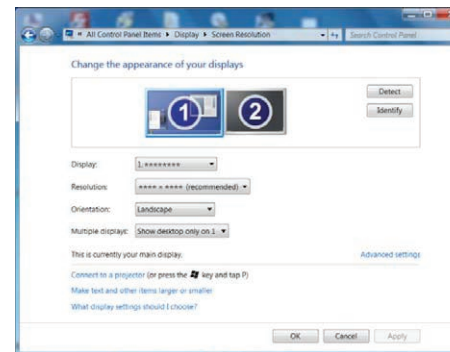 « All Control Panel Items ▸ Display ▸ Screen Resolution
Search Control Panel
Change the appearance of your displays
Detect
Identify
1
2
Display: 1. ********
Resolution: **** × **** (recommended)
Orientation: Landscape
Multiple displays: Show desktop only on 1
This is currently your main display.
Advanced settings
Connect to a projector (or press the key and tap P)
Make text and other items larger or smaller
What display settings should I choose?
OK
Cancel
Apply